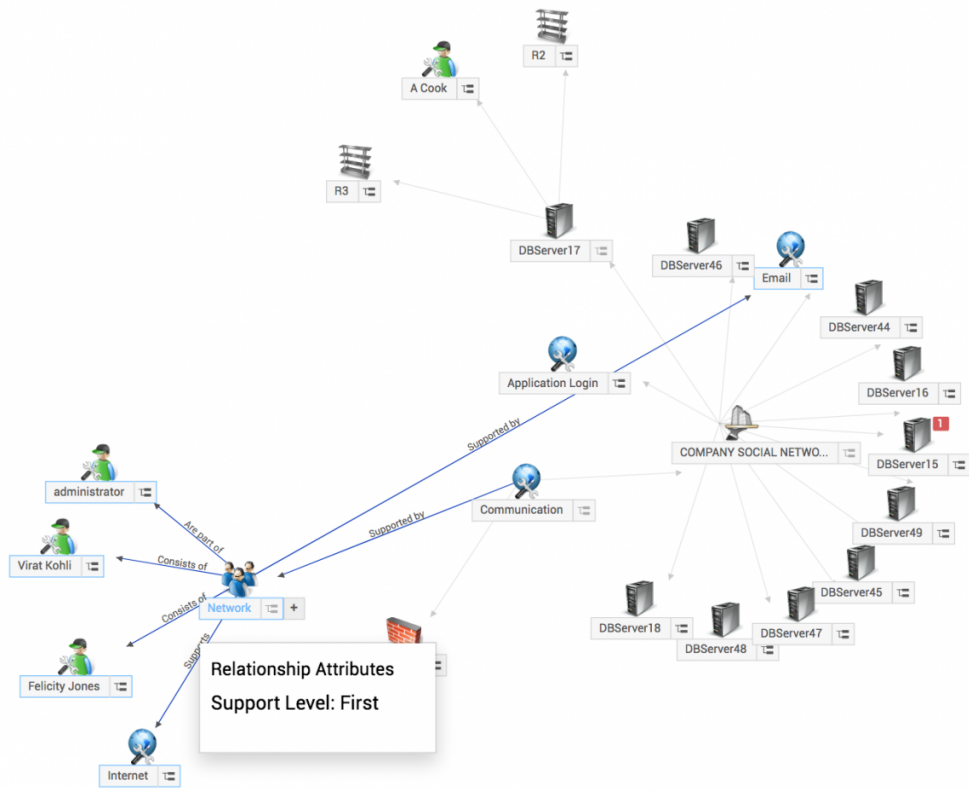 R2
A Cook
R3
DBServer17
DBServer46
Email
DBServer44
Application Login
DBServer16
Supported by
1
COMPANY SOCIAL NETWO...
DBServer15
administrator
Communication
Supported by
DBServer49
Are part of
Virat Kohli
Consists of
DBServer45
Network
+
Consists of
DBServer18
DBServer47
DBServer48
Supports
Relationship Attributes
Support Level: First
Felicity Jones
Internet